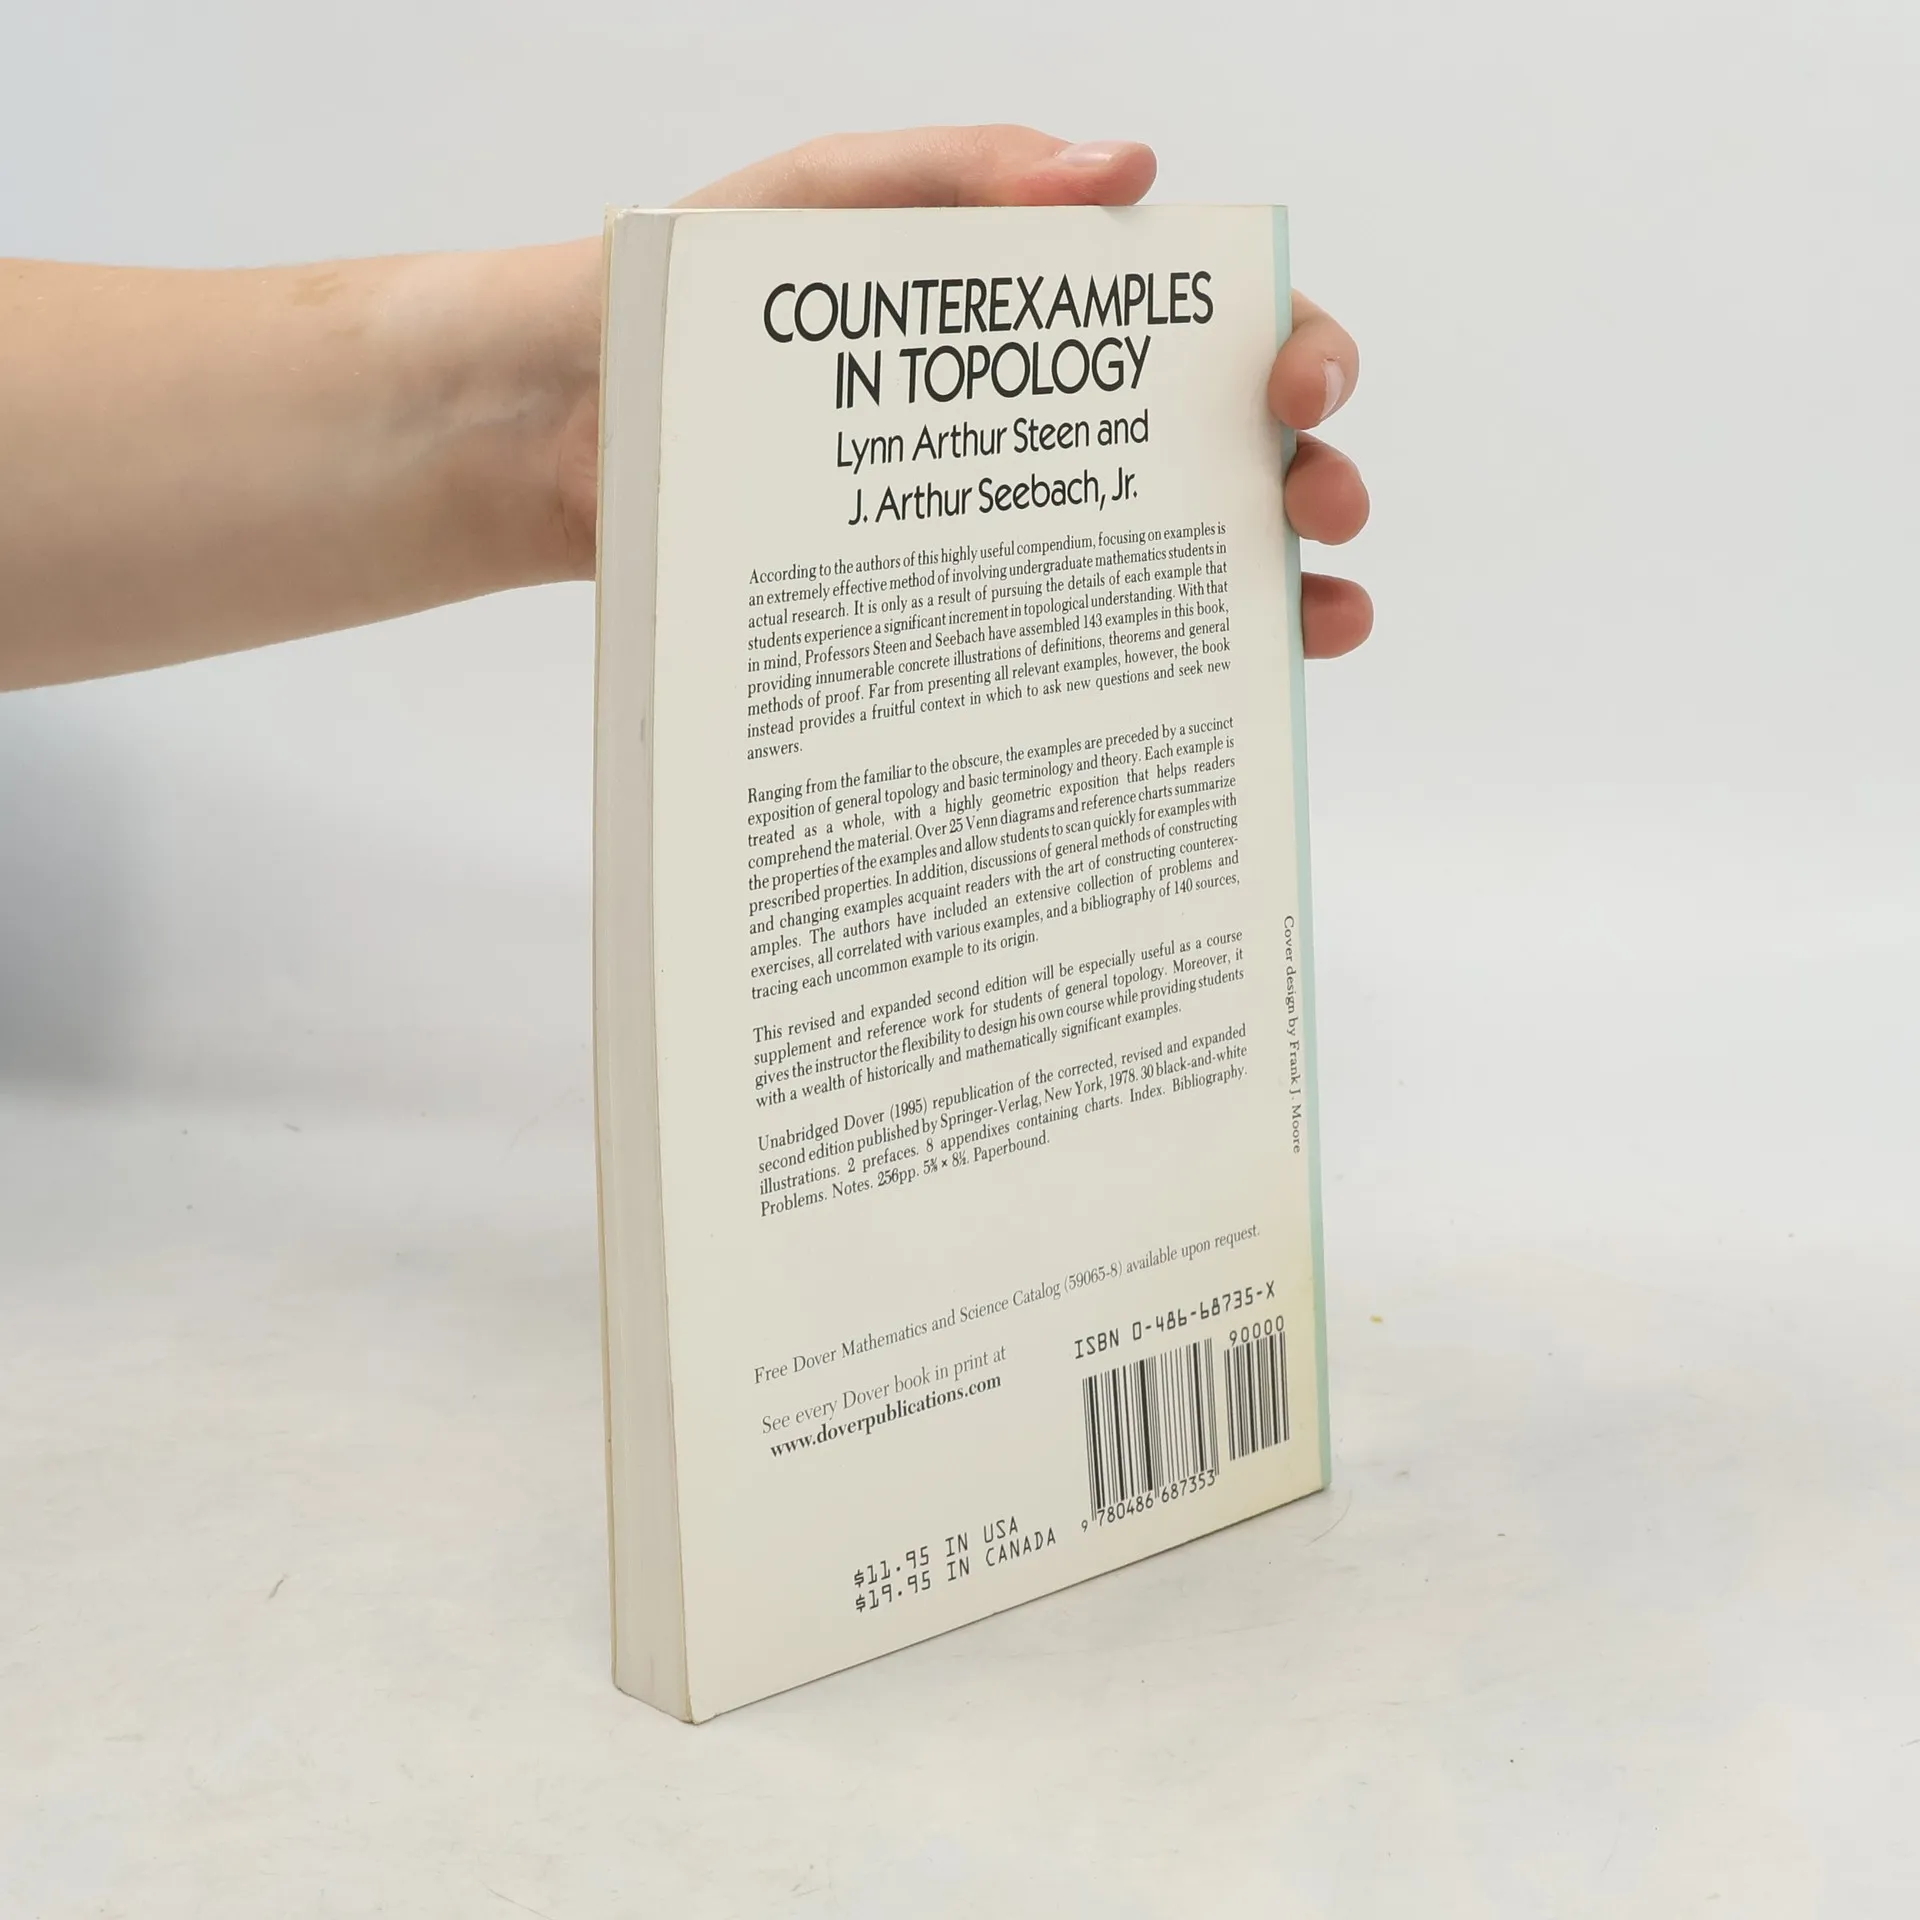 COUNTEREXAMPLES
IN TOPOLOGY
Lynn Arthur Steen and
J. Arthur Seebach, Jr.
According to the authors of this highly useful compendium, focusing on examples is
an extremely effective method of involving undergraduate mathematics students in
actual research. It is only as a result of pursuing the details of each example that
students experience a significant increment in topological understanding. With that
in mind, Professors Steen and Seebach have assembled 143 examples in this book,
providing innumerable concrete illustrations of definitions, theorems and general
methods of proof. Far from presenting all relevant examples, however, the book
instead provides a fruitful context in which to ask new questions and seek new
answers.
Ranging from the familiar to the obscure, the examples are preceded by a succinct
exposition of general topology and basic terminology and theory. Each example is
treated as a whole, with a highly geometric exposition that helps readers
comprehend the material. Over 25 Venn diagrams and reference charts summarize
the properties of the examples and allow students to scan quickly for examples with
prescribed properties. In addition, discussions of general methods of constructing
and changing examples acquaint readers with the art of constructing counterex-
amples. The authors have included an extensive collection of problems and
exercises, all correlated with various examples, and a bibliography of 140 sources,
tracing each uncommon example to its origin.
This revised and expanded second edition will be especially useful as a course
supplement and reference work for students of general topology. Moreover, it
gives the instructor the flexibility to design his own course while providing students
with a wealth of historically and mathematically significant examples.
Unabridged Dover (1995) republication of the corrected, revised and expanded
second edition published by Springer-Verlag, New York, 1978. 30 black-and-white
illustrations. 2 prefaces. 8 appendixes containing charts. Index. Bibliography.
Problems. Notes. 256pp. 5⅜ × 8½. Paperbound.
Cover design by Frank J. Moore
Free Dover Mathematics and Science Catalog (59065-8) available upon request.
See every Dover book in print at
www.doverpublications.com
ISBN 0-486-68735-X
90000
9 780486 687353
$11.95 IN USA
$19.95 IN CANADA